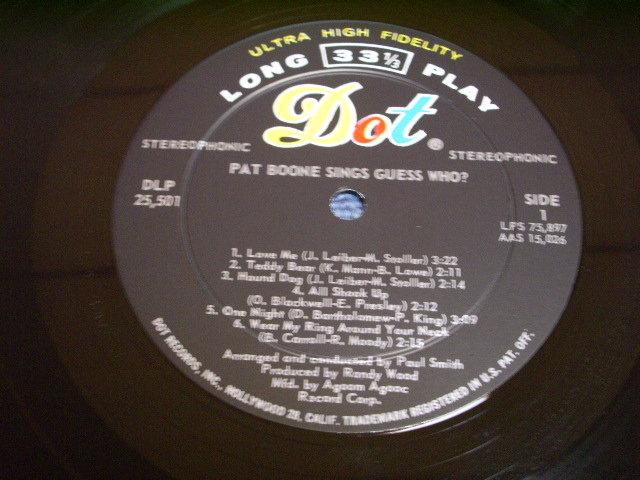 ULTRA HIGH FIDELITY
LONG 33 1/3 PLAY
Dot®
STEREOPHONIC STEREOPHONIC
PAT BOONE SINGS GUESS WHO?
DLP
25,501
SIDE
1
LPS 75,897
AAS 15,026
1. Love Me (J. Leiber-M. Stoller) 3:22
2. Teddy Bear (K. Mann-B. Lowe) 2:11
3. Hound Dog (J. Leiber-M. Stoller) 2:14
4. All Shook Up
(O. Blackwell-E. Presley) 2:12
5. One Night (D. Bartholomew-P. King) 3:09
6. Wear My Ring Around Your Neck
(B. Carroll-R. Moody) 2:15
Arranged and conducted by Paul Smith
Produced by Randy Wood
Mfd. by Agoam Agoac
Record Corp.
DOT RECORDS, INC., HOLLYWOOD 28, CALIF. TRADEMARK REGISTERED IN U.S. PAT. OFF.